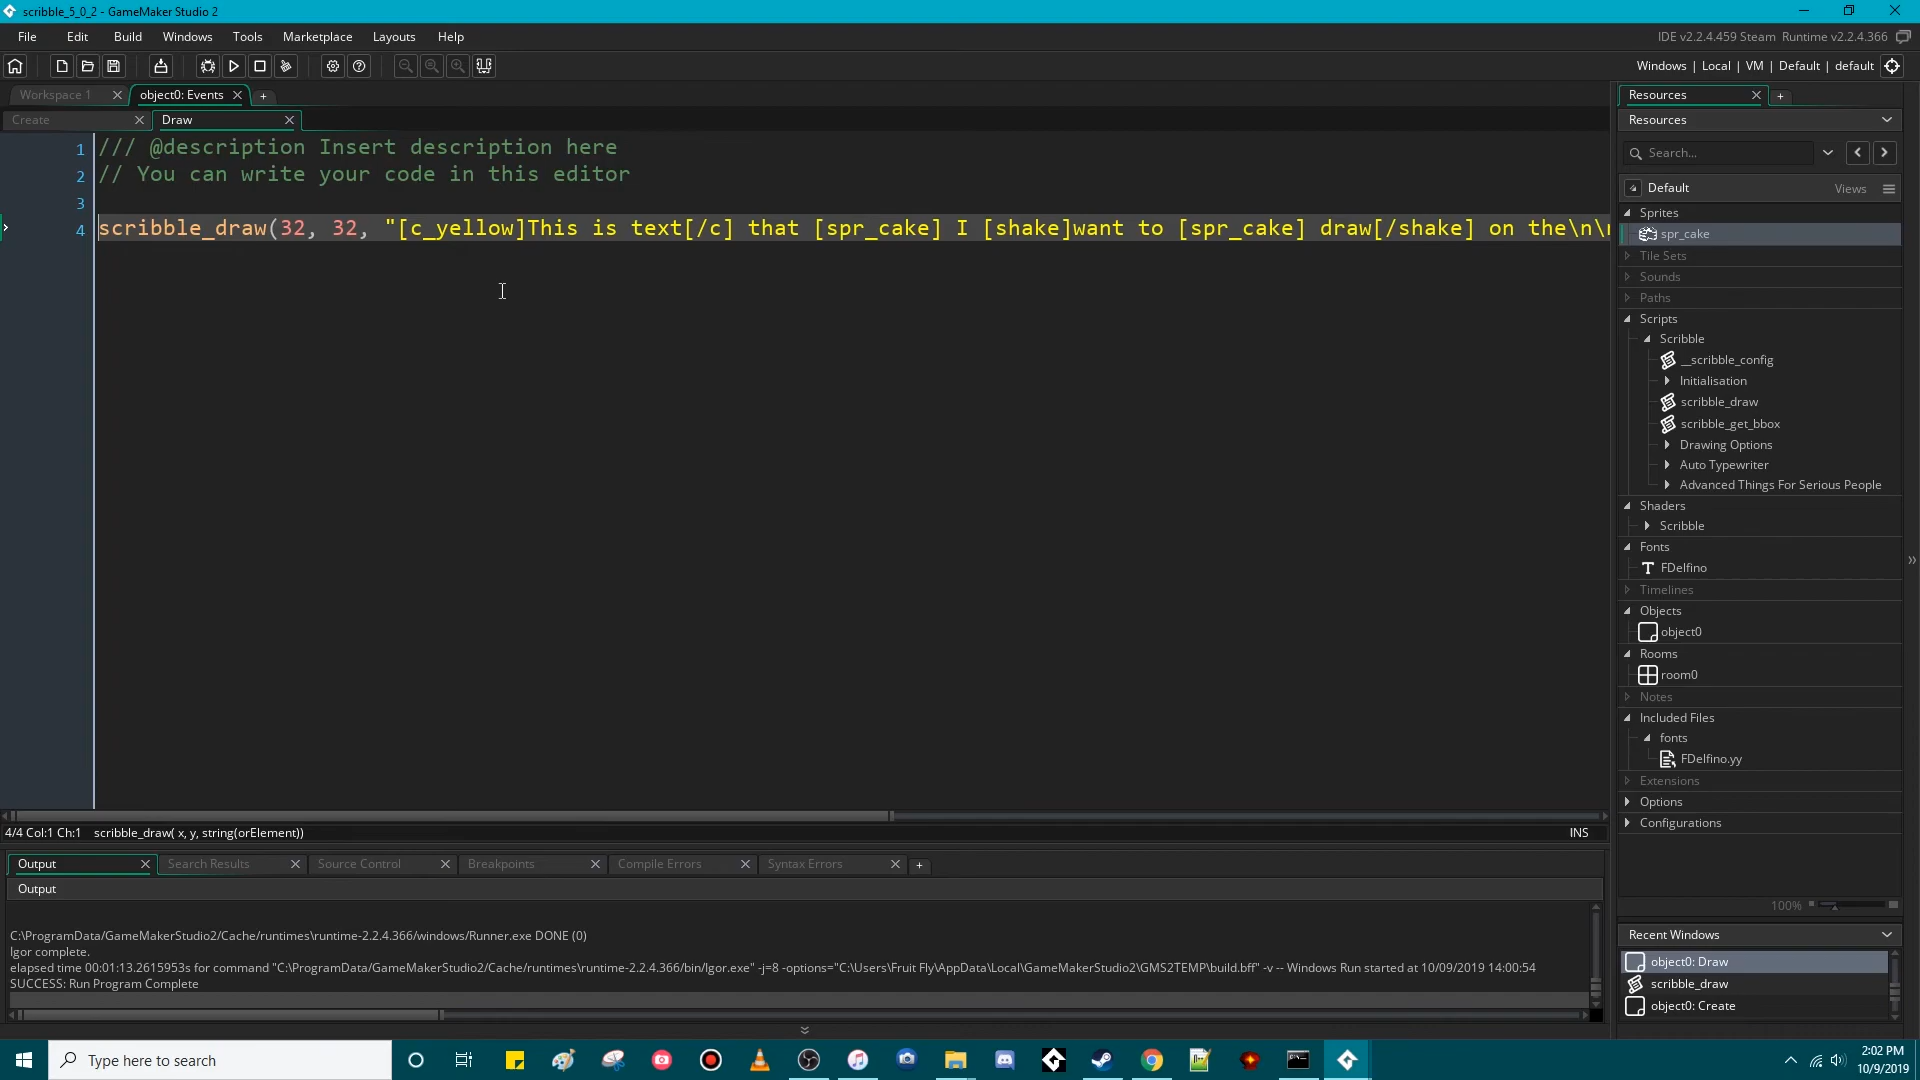 scribble_5_0_2 - GameMaker Studio 2
File Edit Build Windows Tools Marketplace Layouts Help
IDE v2.2.4.459 Steam Runtime v2.2.4.366
Windows | Local | VM | Default | default
Workspace 1 object0: Events
Create Draw
1 /// @description Insert description here
2 // You can write your code in this editor
3
4 scribble_draw(32, 32, "[c_yellow]This is text[/c] that [spr_cake] I [shake]want to [spr_cake] draw[/shake] on the\n\
4/4 Col:1 Ch:1 scribble_draw( x, y, string(orElement))
INS
Output Search Results Source Control Breakpoints Compile Errors Syntax Errors
Output
C:\ProgramData/GameMakerStudio2/Cache/runtimes\runtime-2.2.4.366/windows/Runner.exe DONE (0)
Igor complete.
elapsed time 00:01:13.2615953s for command "C:\ProgramData/GameMakerStudio2/Cache/runtimes\runtime-2.2.4.366/bin/Igor.exe" -j=8 -options="C:\Users\Fruit Fly\AppData\Local\GameMakerStudio2\GMS2TEMP\build.bff" -v -- Windows Run started at 10/09/2019 14:00:54
SUCCESS: Run Program Complete
Resources
Resources
Search...
Default Views
Sprites
spr_cake
Tile Sets
Sounds
Paths
Scripts
Scribble
__scribble_config
Initialisation
scribble_draw
scribble_get_bbox
Drawing Options
Auto Typewriter
Advanced Things For Serious People
Shaders
Scribble
Fonts
FDelfino
Timelines
Objects
object0
Rooms
room0
Notes
Included Files
fonts
FDelfino.yy
Extensions
Options
Configurations
100%
Recent Windows
object0: Draw
scribble_draw
object0: Create
Type here to search
2:02 PM
10/9/2019